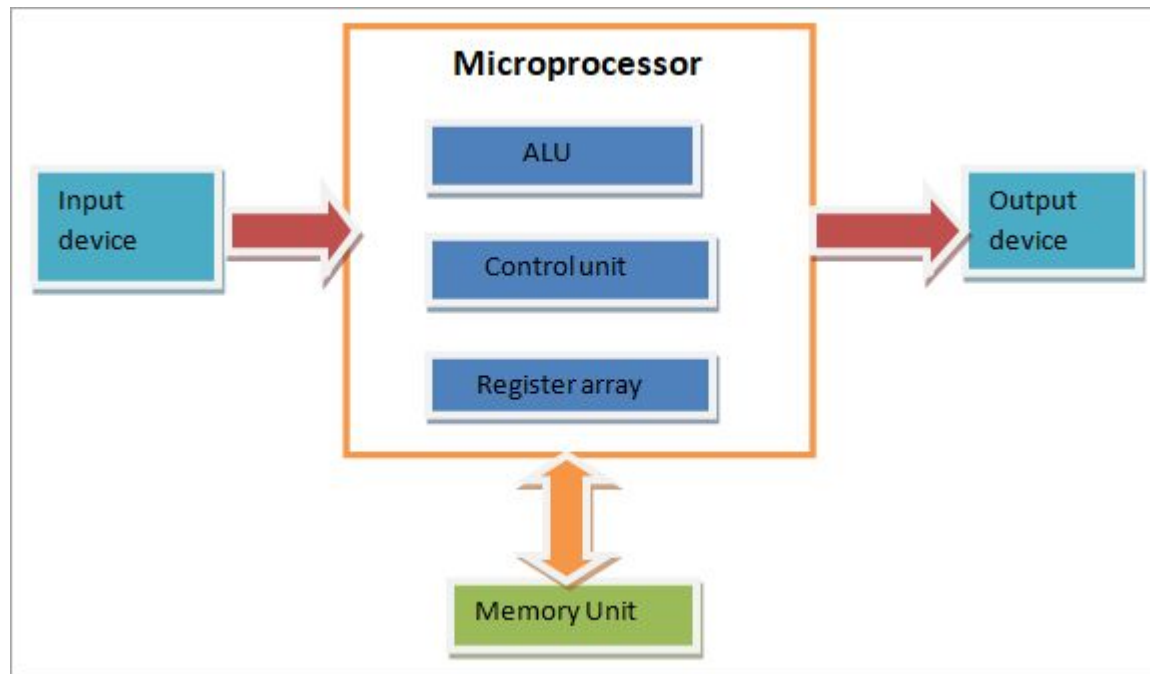 Microprocessor
ALU
Input
device
Control unit
Output
device
Register array
Memory Unit